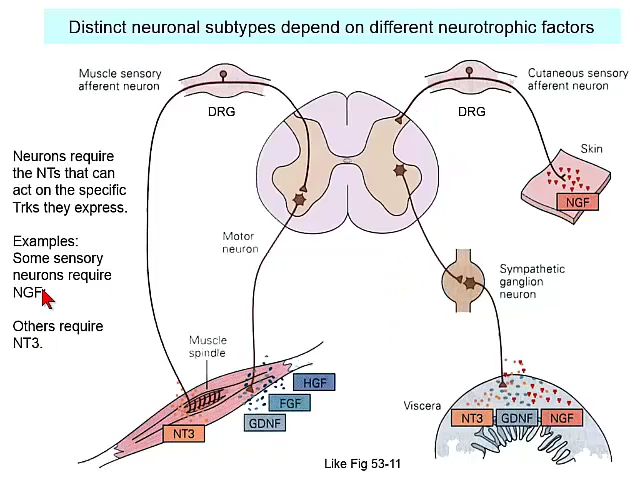 Distinct neuronal subtypes depend on different neurotrophic factors
Muscle sensory
afferent neuron
DRG
DRG
Cutaneous sensory
afferent neuron
Neurons require
the NTs that can
act on the specific
Trks they express.
Examples:
Some sensory
neurons require
NGF.
Others require
NT3.
Skin
NGF
Motor
neuron
Sympathetic
ganglion
neuron
Muscle
spindle
NT3
HGF
FGF
GDNF
Viscera
NT3
GDNF
NGF
Like Fig 53-11